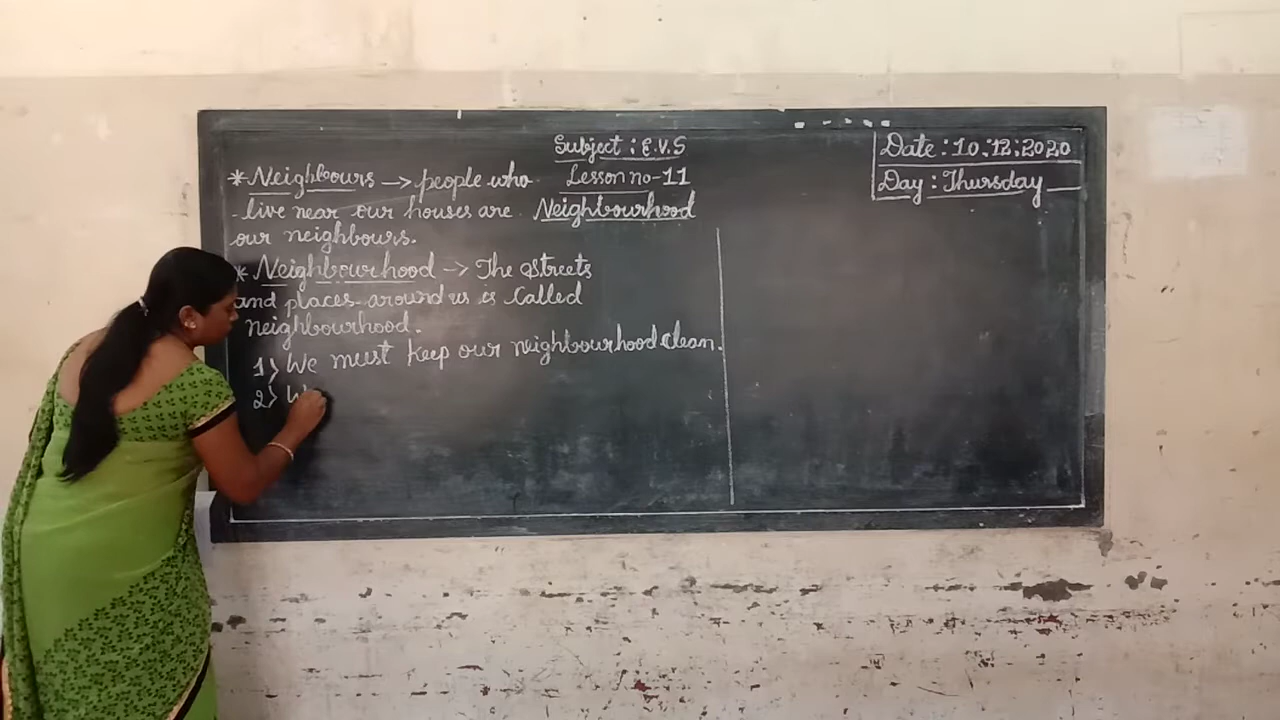 Subject : E.V.S
Lesson no-11
Neighbourhood
Date : 10.12.2020
Day : Thursday
* Neighbours -> people who
live near our houses are
our neighbours.
* Neighbourhood -> The streets
and places around us is called
neighbourhood.
1) We must keep our neighbourhood clean.
2) W